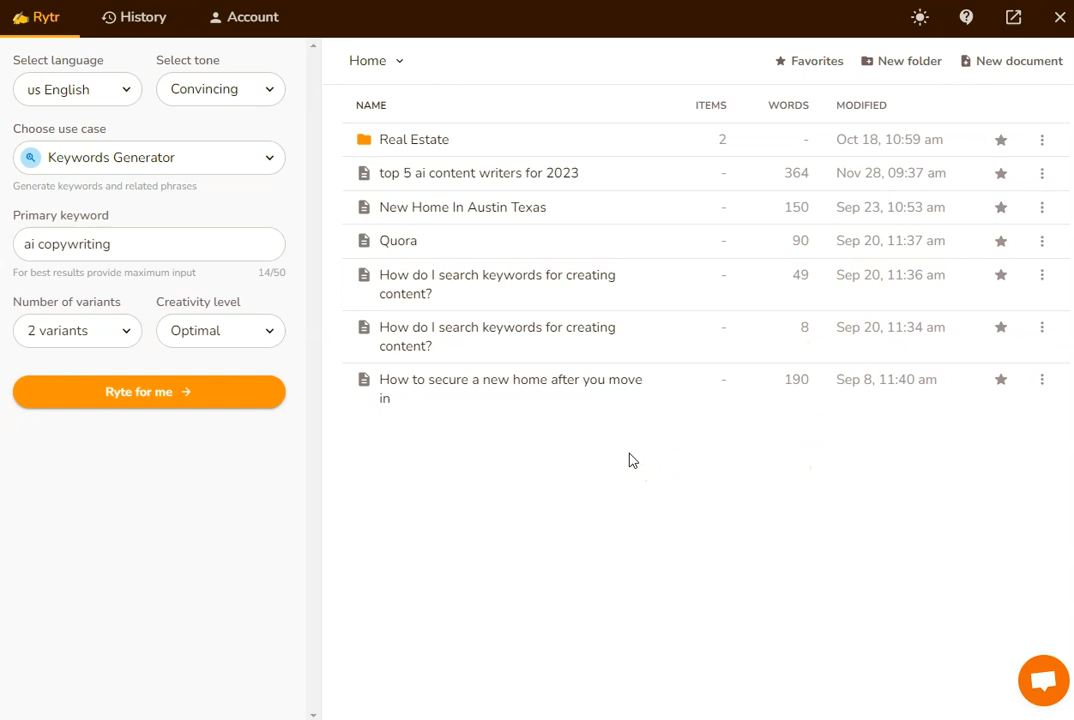 Rytr
History
Account
Select language
Select tone
us English
Convincing
Choose use case
Keywords Generator
Generate keywords and related phrases
Primary keyword
ai copywriting
For best results provide maximum input
14/50
Number of variants
Creativity level
2 variants
Optimal
Ryte for me →
Home
Favorites
New folder
New document
NAME ITEMS WORDS MODIFIED
Real Estate 2 - Oct 18, 10:59 am
top 5 ai content writers for 2023 - 364 Nov 28, 09:37 am
New Home In Austin Texas - 150 Sep 23, 10:53 am
Quora - 90 Sep 20, 11:37 am
How do I search keywords for creating - 49 Sep 20, 11:36 am
content?
How do I search keywords for creating - 8 Sep 20, 11:34 am
content?
How to secure a new home after you move - 190 Sep 8, 11:40 am
in